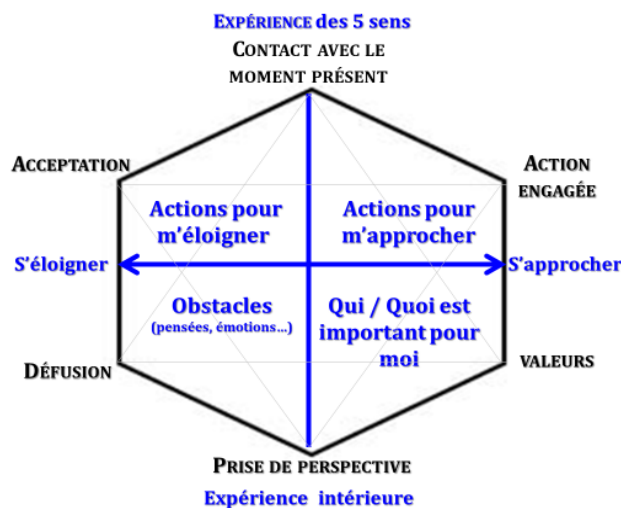 EXPÉRIENCE des 5 sens
CONTACT AVEC LE
MOMENT PRÉSENT
ACCEPTATION
ACTION
ENGAGÉE
Actions pour
m'éloigner
Actions pour
m'approcher
S'éloigner
S'approcher
Obstacles
(pensées, émotions...)
Qui / Quoi est
important pour
moi
DÉFUSION
VALEURS
PRISE DE PERSPECTIVE
Expérience intérieure